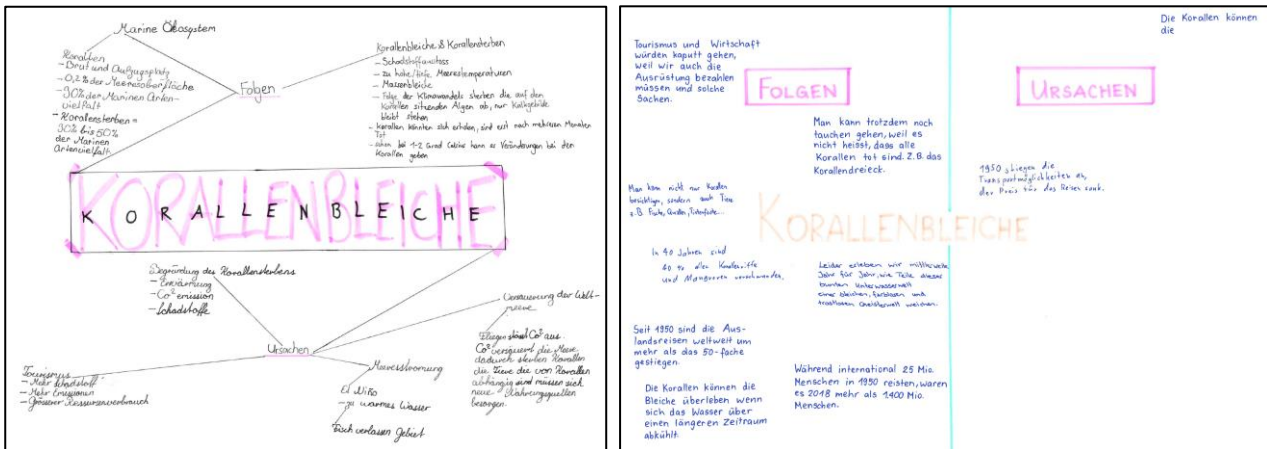 Marine Ökosystem
Korallen
- Brut und Aufzugsplatz
- 0,2% der Meeresoberfläche
- 30% der Marinen Arten-
vielfalt
- Korallensterben =
30% bis 50%
der Marinen
Artenvielfalt
Folgen
Korallenbleiche & Korallensterben
- Schadstoffausstoss
- zu hohe/tiefe Meerestemperaturen
- Massenbleiche
- Folge der Klimawandels sterben die auf den
Korallen sitzenden Algen ab, nur Kalkgebilde
bleibt stehen
- Korallen könnten sich erholen, sind erst nach mehreren Monaten
Tot
- schon bei 1-2 Grad Celsius kann es Veränderungen bei den
Korallen geben
KORALLENBLEICHE
Begründung des Korallensterbens
- Erwärmung
- Co² emission
- Schadstoffe
Ursachen
Versauerung der Welt-
meere
Fliegen stösst Co² aus.
Co² versauert die Meere
dadurch sterben Korallen
die Tiere die von Korallen
abhängig sind müssen sich
neue Nahrungsquellen
besorgen.
Meeresströmung
El Niño
- zu warmes Wasser
Fisch verlassen Gebiet
Tourismus
- Mehr
- Mehr Emissionen
- Grösserer Ressourcenverbrauch
Die Korallen können
die
Tourismus und Wirtschaft
würden kaputt gehen,
weil wir auch die
Ausrüstung bezahlen
müssen und solche
Sachen.
FOLGEN
URSACHEN
Man kann trotzdem noch
tauchen gehen, weil es
nicht heisst, dass alle
Korallen tot sind. Z.B. das
Korallendreieck.
1950 stiegen die
Transportmöglichkeiten an,
der Preis für das Reisen sank.
Man kann nicht nur Korallen
besichtigen, sondern auch Tiere
z.B. Fische, Quallen, Tintenfische...
KORALLENBLEICHE
In 40 Jahren sind
40 % aller Korallenriffe
und Mangroven verschwunden.
Leider erleben wir mittlerweile
Jahr für Jahr, wie Teile dieser
bunten Unterwasserwelt
einer bleichen, farblosen und
trostlosen Geisterwelt weichen.
Seit 1950 sind die Aus-
landsreisen weltweit um
mehr als das 50-fache
gestiegen.
Die Korallen können die
Bleiche überleben wenn
sich das Wasser über
einen längeren Zeitraum
abkühlt.
Während international 25 Mio.
Menschen in 1950 reisten, waren
es 2018 mehr als 1400 Mio.
Menschen.